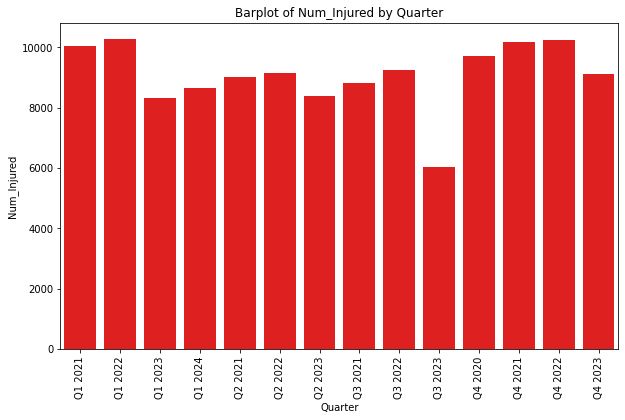 Barplot of Num_Injured by Quarter
Num_Injured
10000
8000
6000
4000
2000
0
Q1 2021
Q1 2022
Q1 2023
Q1 2024
Q2 2021
Q2 2022
Q2 2023
Q3 2021
Q3 2022
Q3 2023
Q4 2020
Q4 2021
Q4 2022
Q4 2023
Quarter